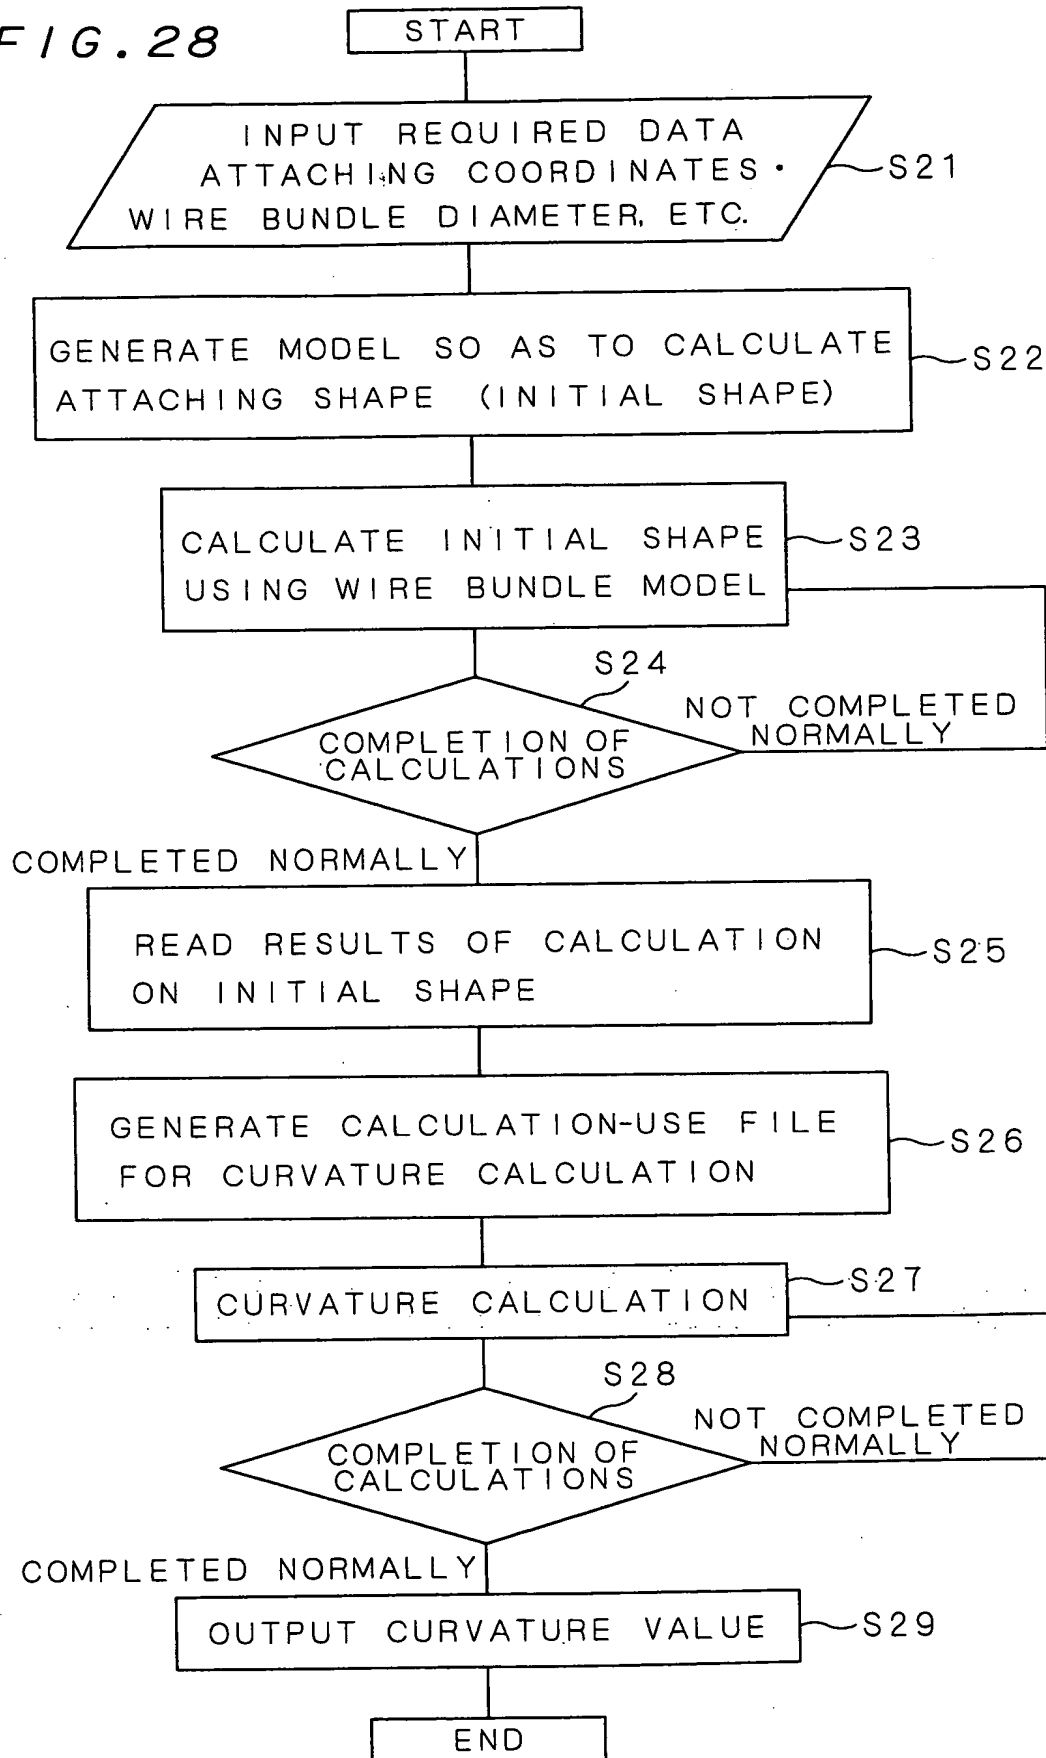 FIG.28
START
INPUT REQUIRED DATA
ATTACHING COORDINATES・
WIRE BUNDLE DIAMETER, ETC.
S21
GENERATE MODEL SO AS TO CALCULATE
ATTACHING SHAPE (INITIAL SHAPE)
S22
CALCULATE INITIAL SHAPE
USING WIRE BUNDLE MODEL
S23
S24
COMPLETION OF
CALCULATIONS
NOT COMPLETED
NORMALLY
COMPLETED NORMALLY
READ RESULTS OF CALCULATION
ON INITIAL SHAPE
S25
GENERATE CALCULATION-USE FILE
FOR CURVATURE CALCULATION
S26
CURVATURE CALCULATION
S27
S28
COMPLETION OF
CALCULATIONS
NOT COMPLETED
NORMALLY
COMPLETED NORMALLY
OUTPUT CURVATURE VALUE
S29
END